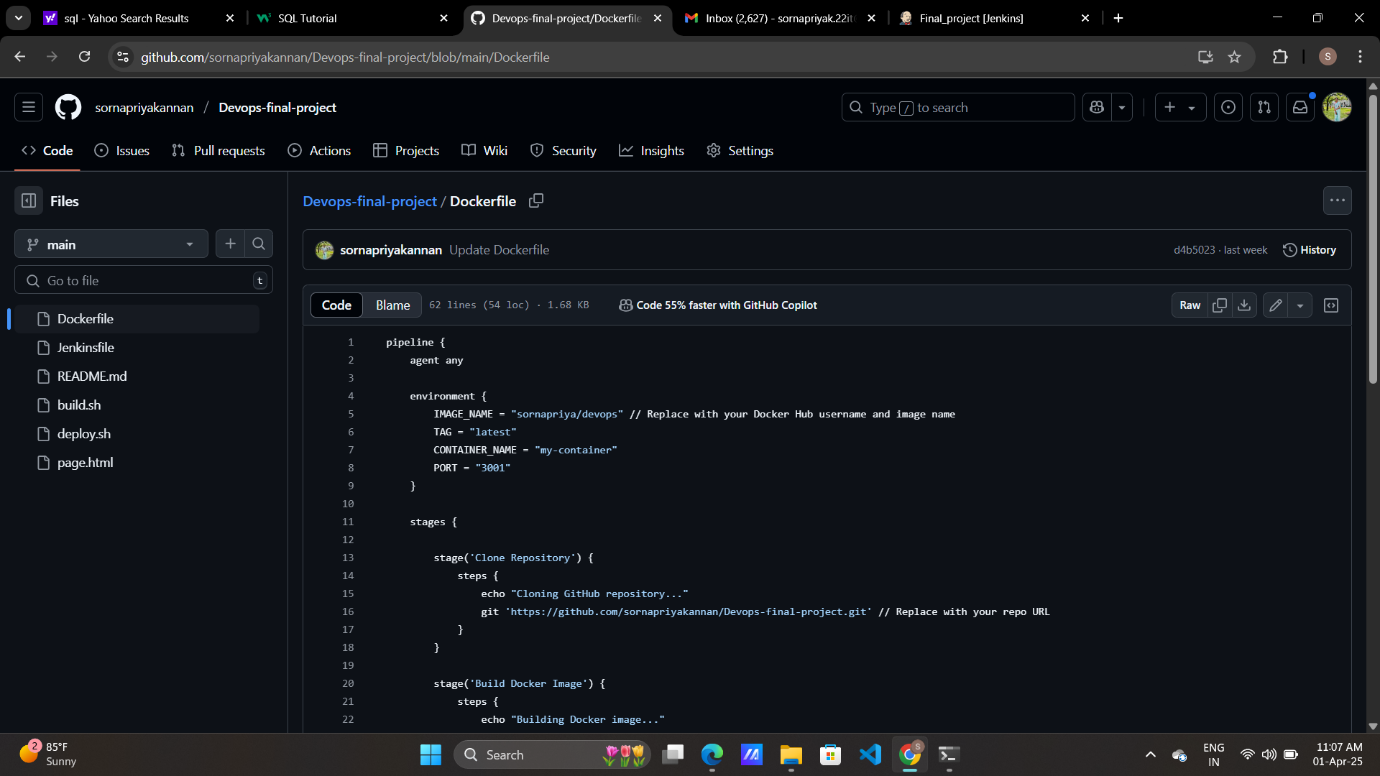 sql - Yahoo Search Results
SQL Tutorial
Devops-final-project/Dockerfile
Inbox (2,627) - sornapriyak.22it
Final_project [Jenkins]
github.com/sornapriyakannan/Devops-final-project/blob/main/Dockerfile
S
sornapriyakannan / Devops-final-project
Type / to search
Code
Issues
Pull requests
Actions
Projects
Wiki
Security
Insights
Settings
Files
main
Go to file
t
Dockerfile
Jenkinsfile
README.md
build.sh
deploy.sh
page.html
Devops-final-project / Dockerfile
sornapriyakannan Update Dockerfile
d4b5023 · last week
History
Code
Blame
62 lines (54 loc) · 1.68 KB
Code 55% faster with GitHub Copilot
Raw
1 pipeline {
2 agent any
3
4 environment {
5 IMAGE_NAME = "sornapriya/devops" // Replace with your Docker Hub username and image name
6 TAG = "latest"
7 CONTAINER_NAME = "my-container"
8 PORT = "3001"
9 }
10
11 stages {
12
13 stage('Clone Repository') {
14 steps {
15 echo "Cloning GitHub repository..."
16 git 'https://github.com/sornapriyakannan/Devops-final-project.git' // Replace with your repo URL
17 }
18 }
19
20 stage('Build Docker Image') {
21 steps {
22 echo "Building Docker image..."
2
85°F
Sunny
Search
S
ENG
IN
11:07 AM
01-Apr-25